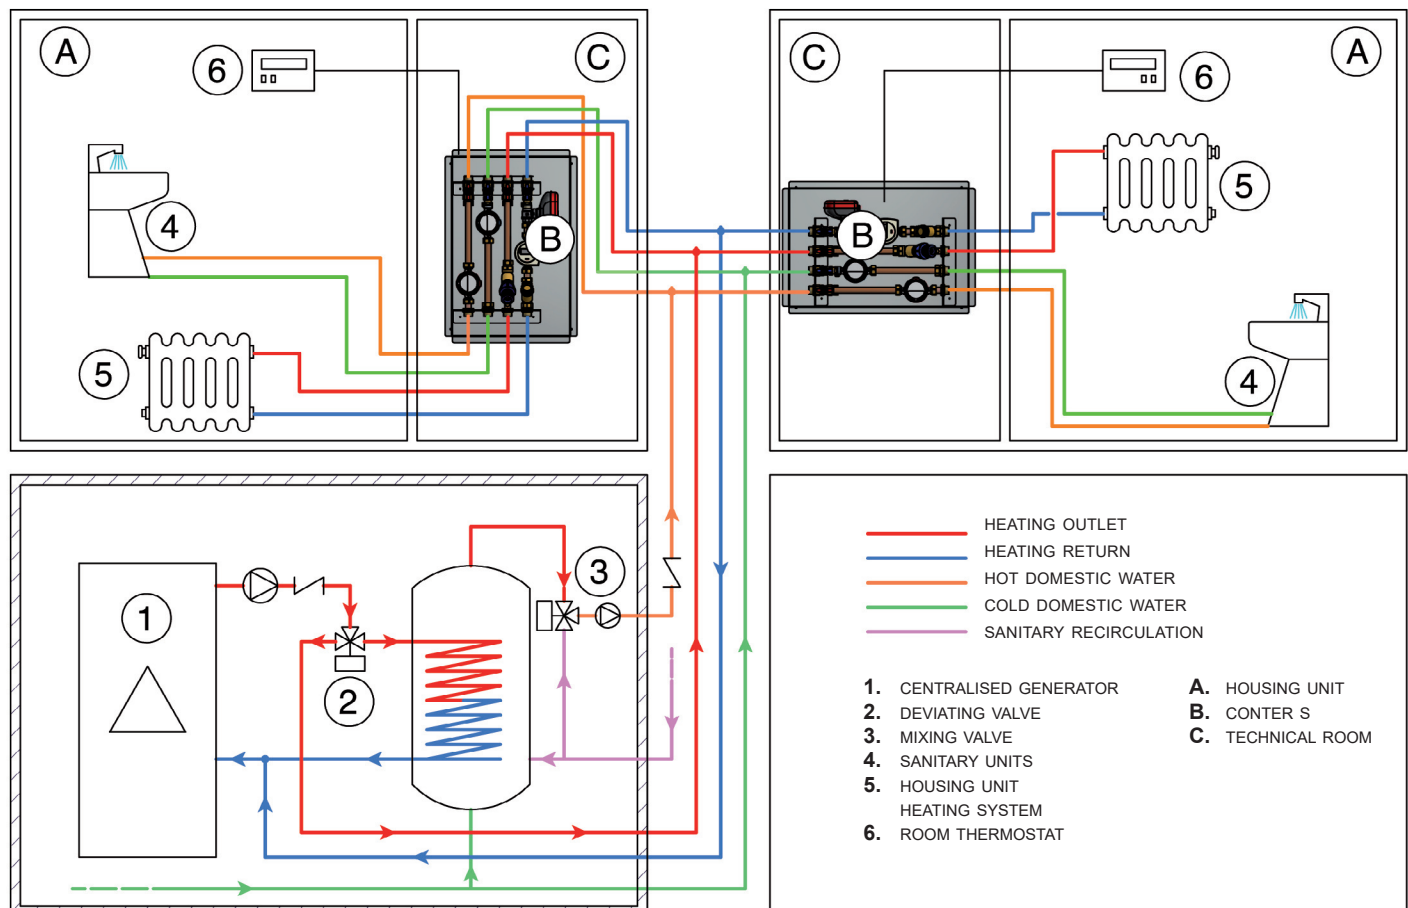 A
6
C
B
4
5
C
6
A
B
5
4
1
2
3
HEATING OUTLET
HEATING RETURN
HOT DOMESTIC WATER
COLD DOMESTIC WATER
SANITARY RECIRCULATION
1. CENTRALISED GENERATOR
2. DEVIATING VALVE
3. MIXING VALVE
4. SANITARY UNITS
5. HOUSING UNIT
HEATING SYSTEM
6. ROOM THERMOSTAT
A. HOUSING UNIT
B. CONTER S
C. TECHNICAL ROOM